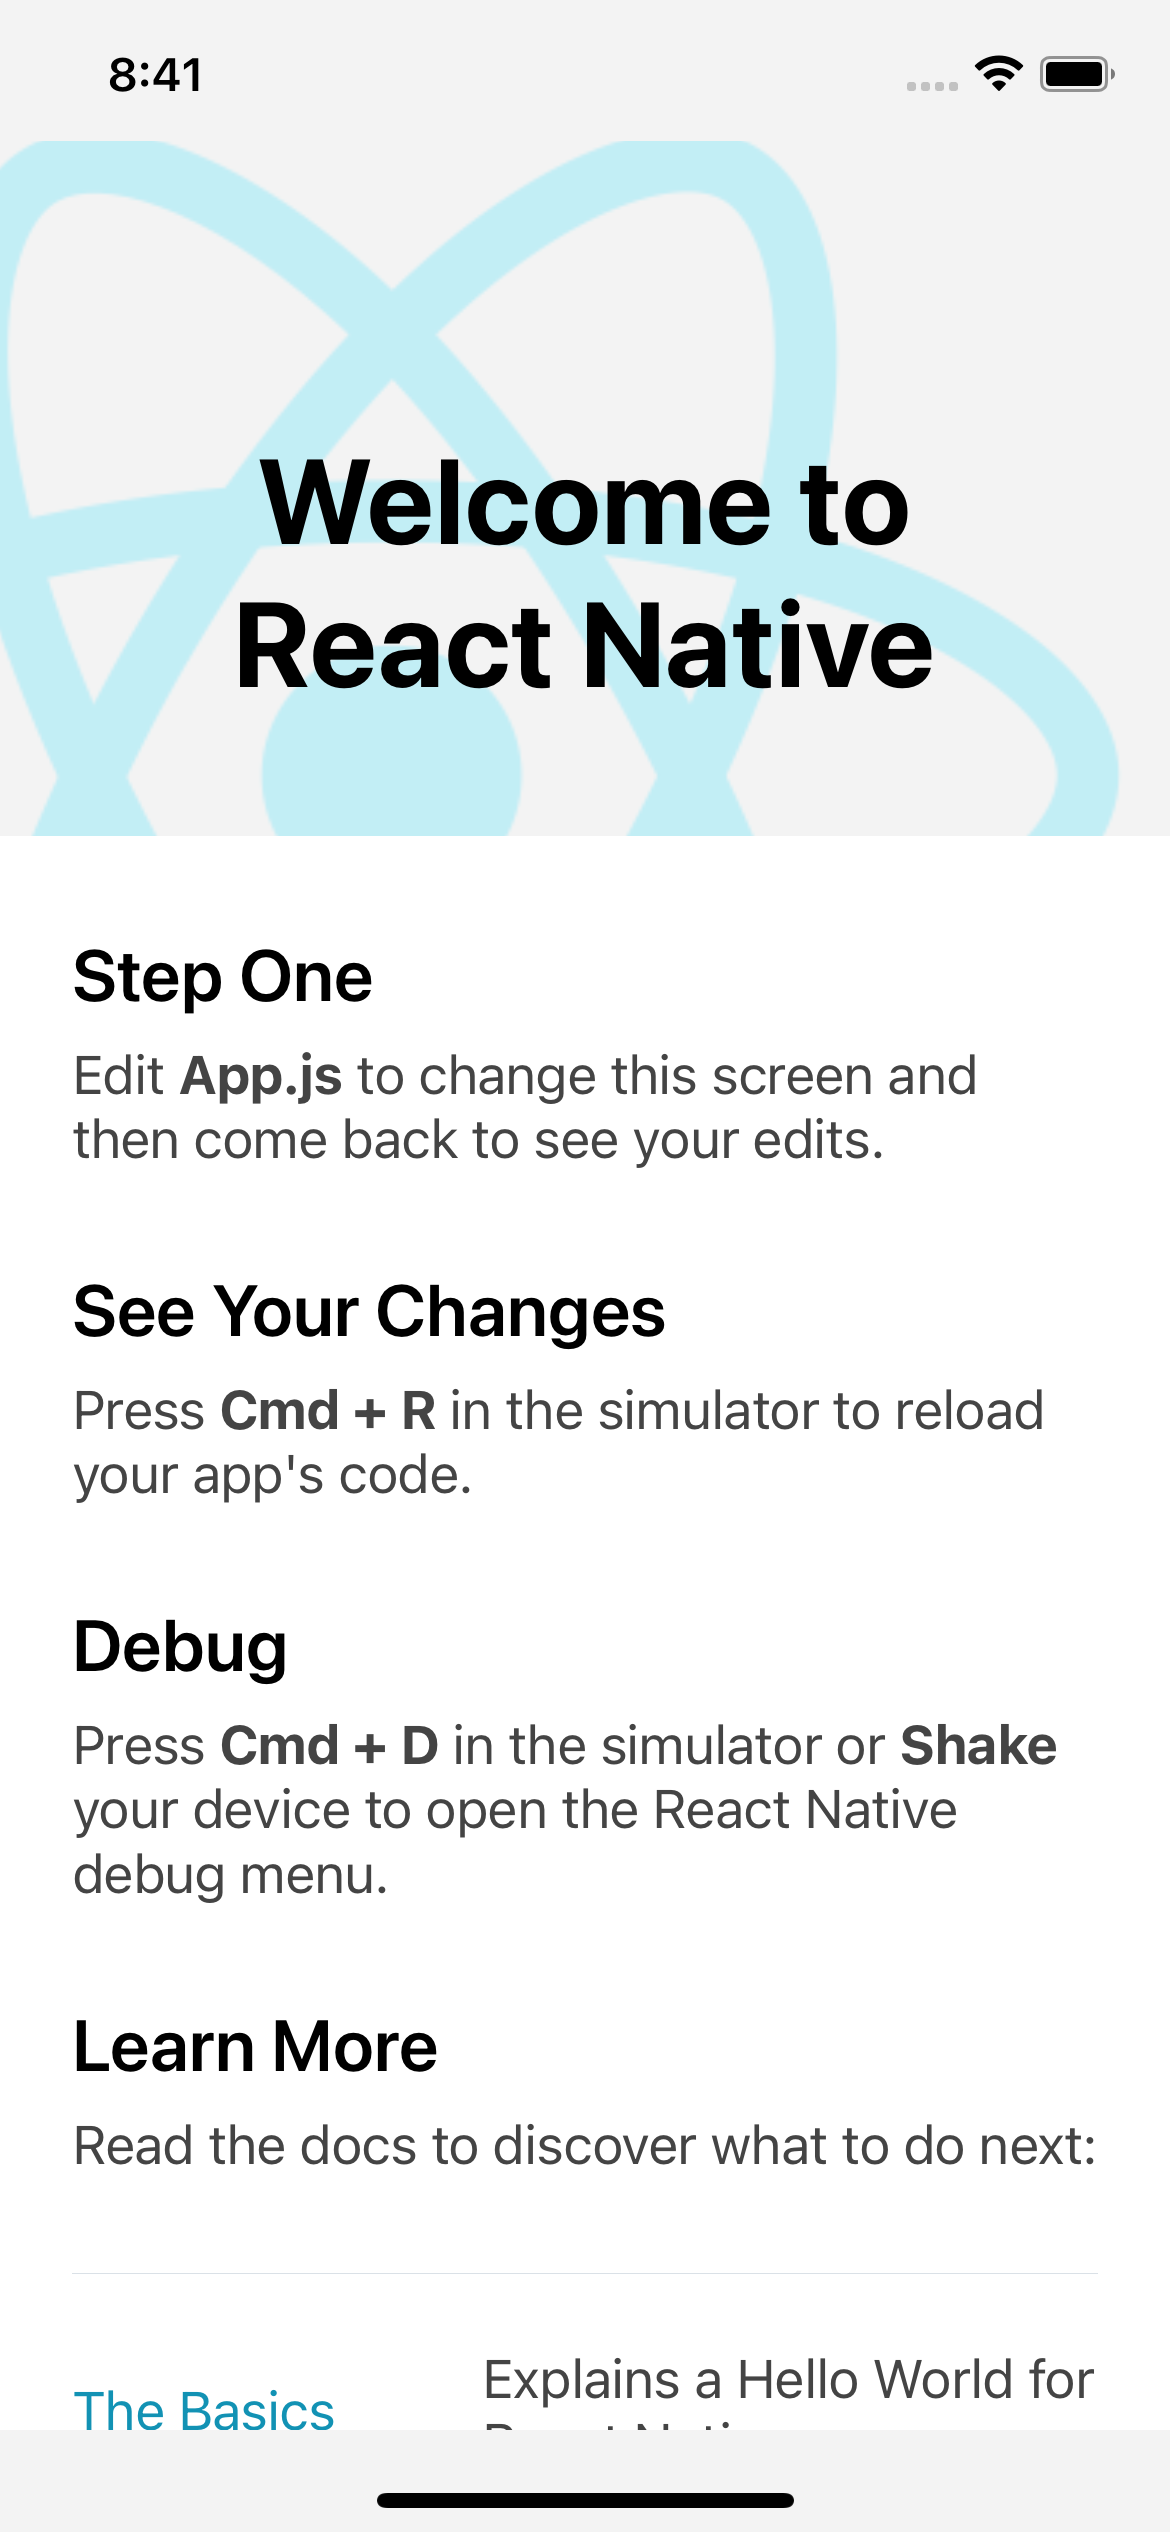 8:41
Welcome to
React Native
Step One
Edit App.js to change this screen and
then come back to see your edits.
See Your Changes
Press Cmd + R in the simulator to reload
your app's code.
Debug
Press Cmd + D in the simulator or Shake
your device to open the React Native
debug menu.
Learn More
Read the docs to discover what to do next:
The Basics
Explains a Hello World for